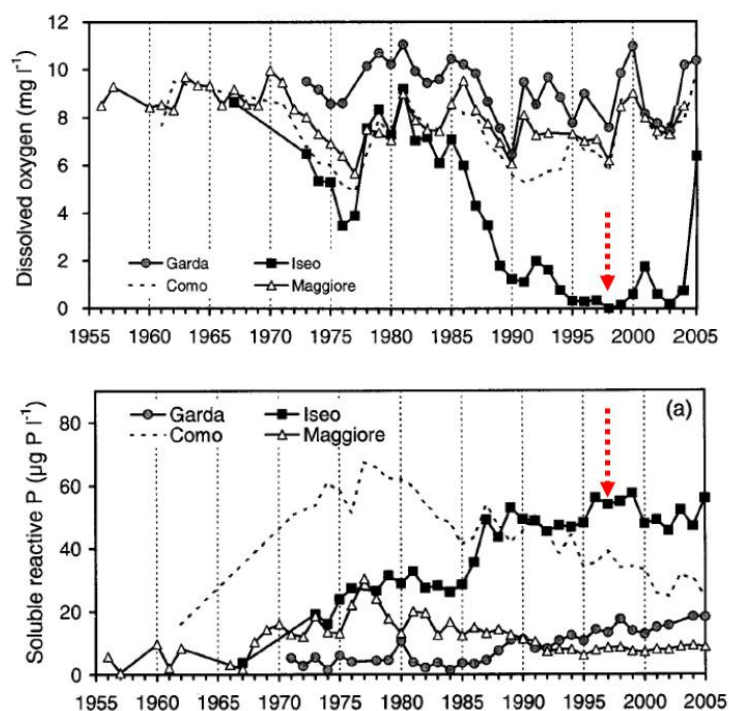 12
10
8
6
4
2
0
Dissolved oxygen (mg l⁻¹)
Garda Iseo
Como Maggiore
1955 1960 1965 1970 1975 1980 1985 1990 1995 2000 2005
(a)
80
60
40
20
0
Soluble reactive P (µg P l⁻¹)
Garda Iseo
Como Maggiore
1955 1960 1965 1970 1975 1980 1985 1990 1995 2000 2005